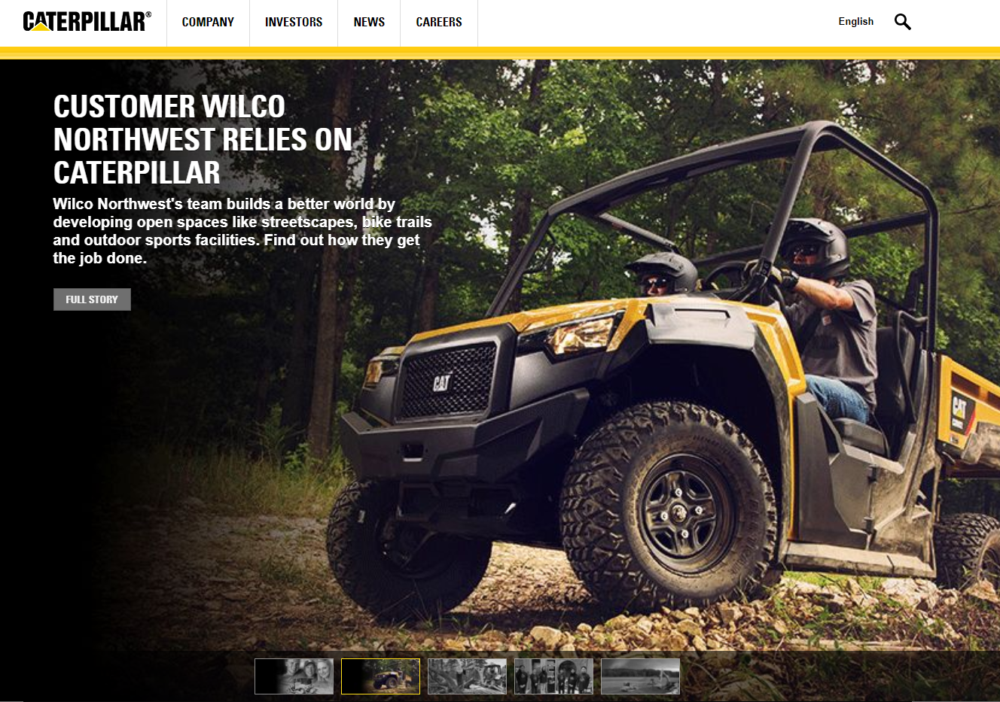 CATERPILLAR®
COMPANY
INVESTORS
NEWS
CAREERS
English
CUSTOMER WILCO
NORTHWEST RELIES ON
CATERPILLAR
Wilco Northwest's team builds a better world by
developing open spaces like streetscapes, bike trails
and outdoor sports facilities. Find out how they get
the job done.
FULL STORY
CAT
CAT